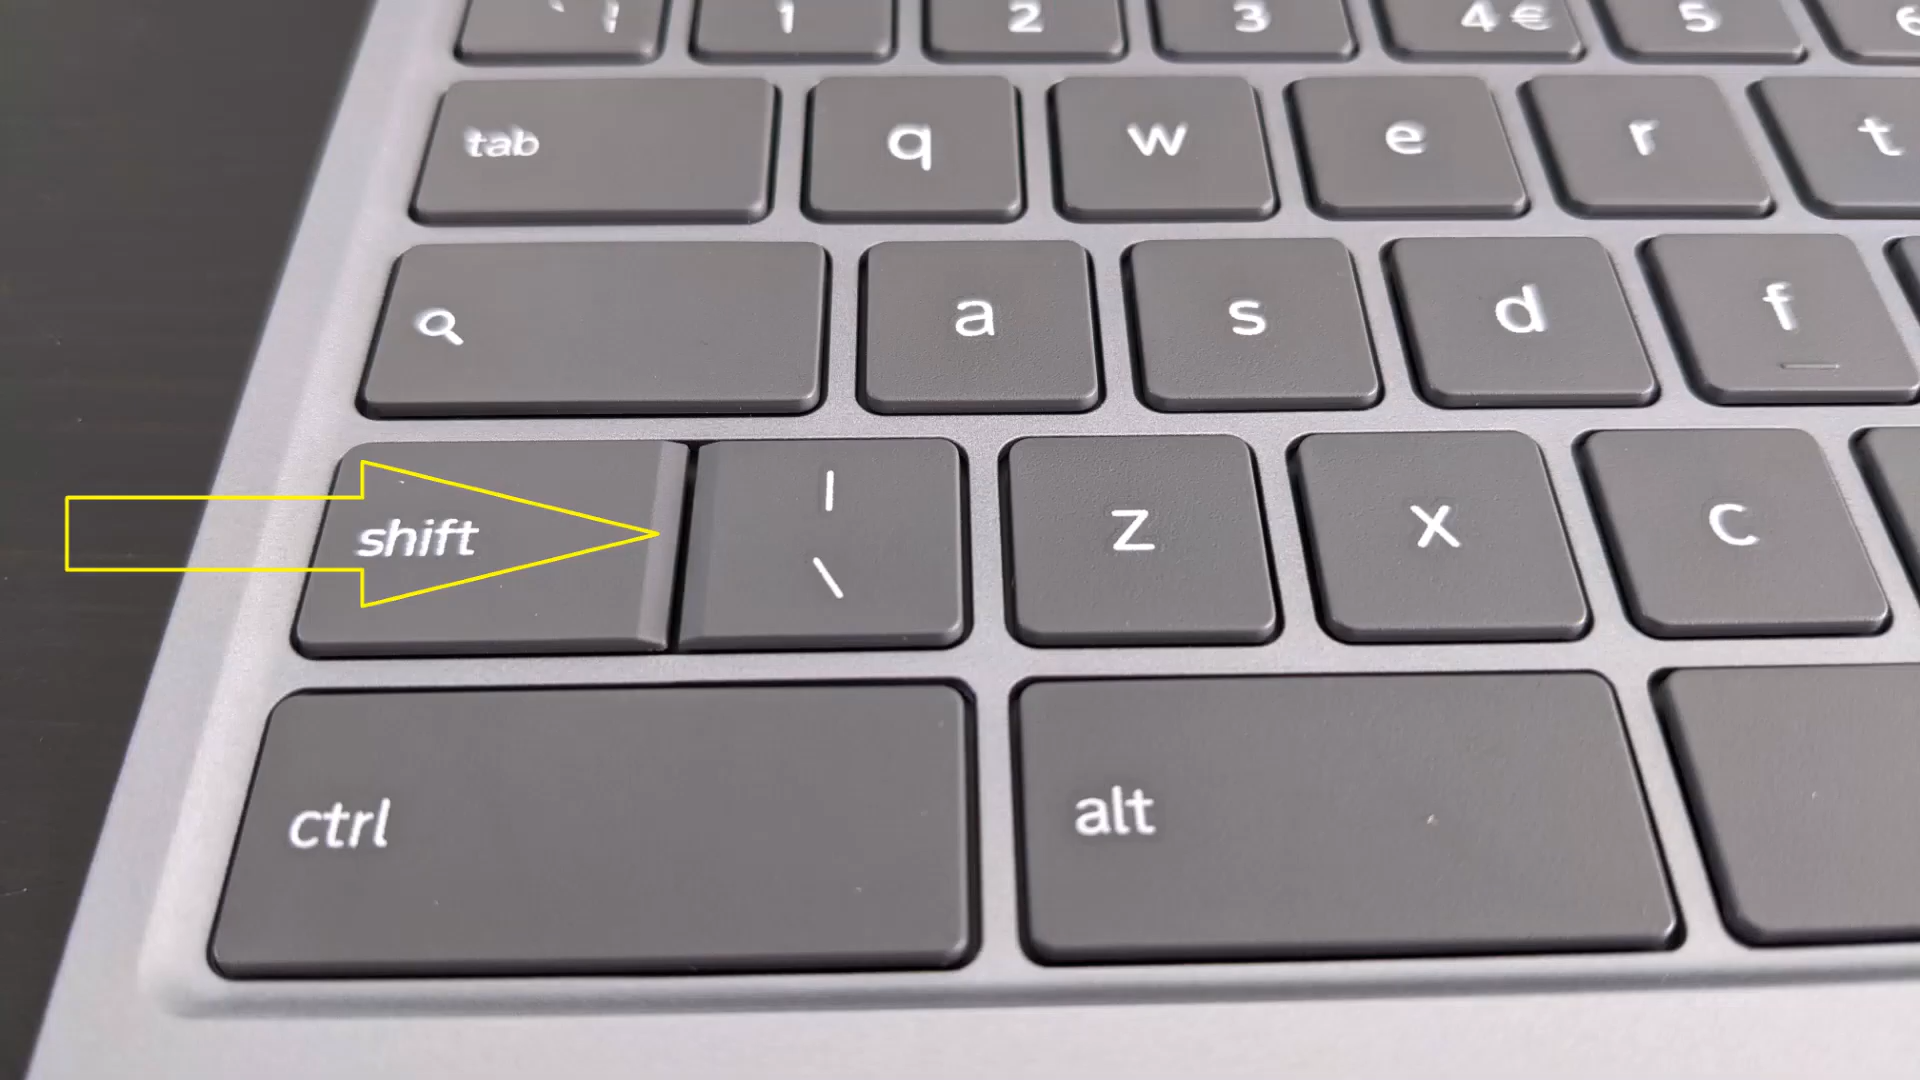 1 2 3 4 € 5
tab q w e r t
a s d f
shift | \ z x c
ctrl alt